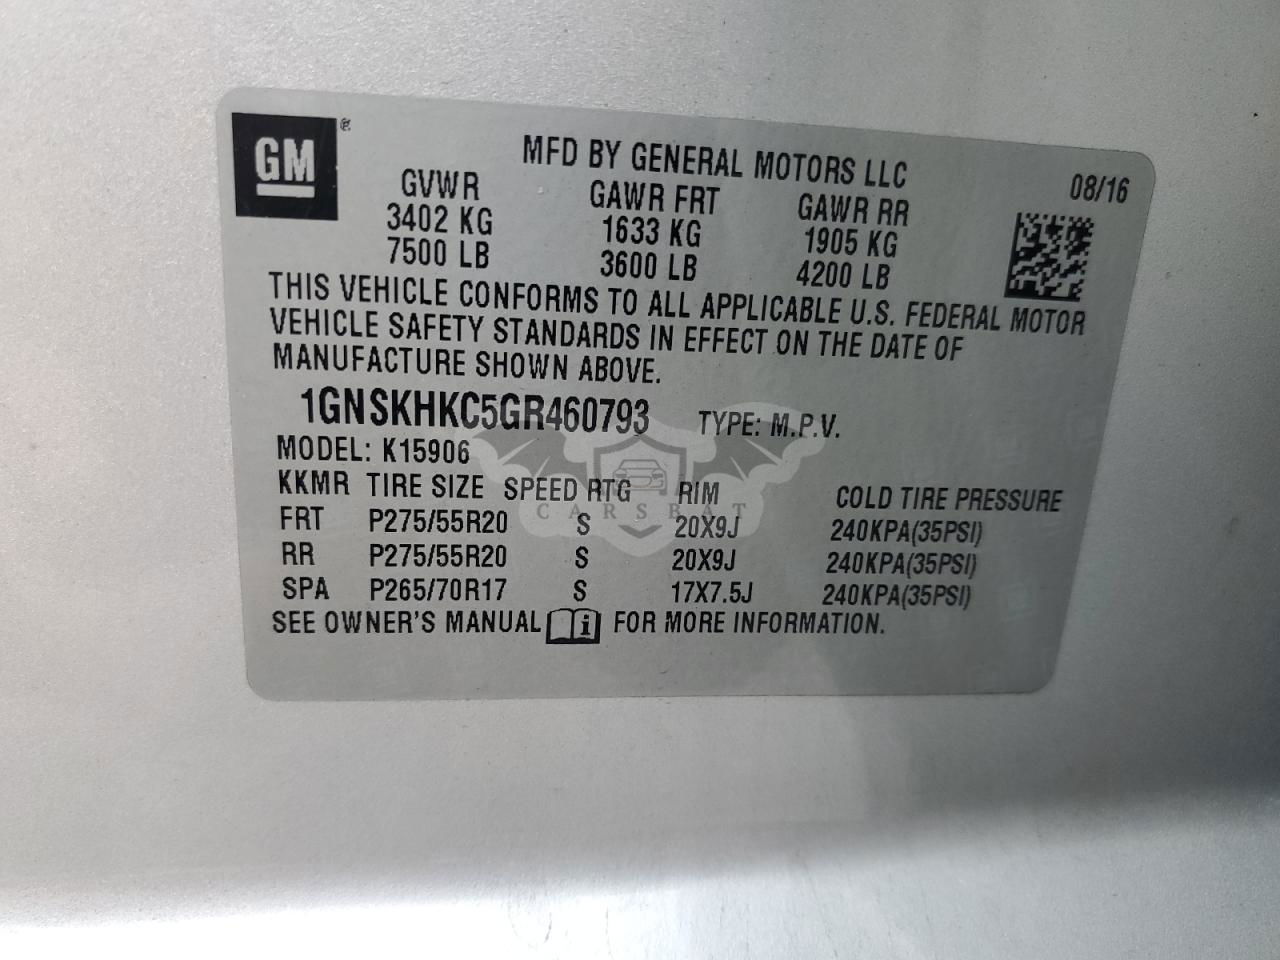 GM ®
MFD BY GENERAL MOTORS LLC
08/16
GVWR GAWR FRT GAWR RR
3402 KG 1633 KG 1905 KG
7500 LB 3600 LB 4200 LB
THIS VEHICLE CONFORMS TO ALL APPLICABLE U.S. FEDERAL MOTOR
VEHICLE SAFETY STANDARDS IN EFFECT ON THE DATE OF
MANUFACTURE SHOWN ABOVE.
1GNSKHKC5GR460793 TYPE: M.P.V.
MODEL: K15906
KKMR TIRE SIZE SPEED RTG RIM COLD TIRE PRESSURE
CARSBAT
FRT P275/55R20 S 20X9J 240KPA(35PSI)
RR P275/55R20 S 20X9J 240KPA(35PSI)
SPA P265/70R17 S 17X7.5J 240KPA(35PSI)
SEE OWNER'S MANUAL i FOR MORE INFORMATION.